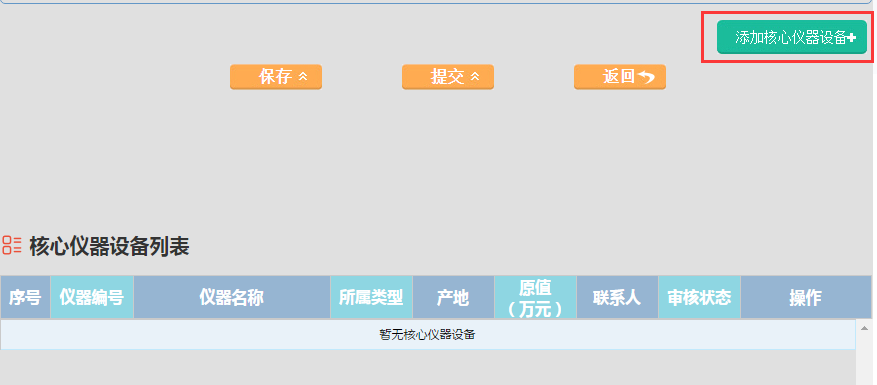 添加核心仪器设备
保存 提交 返回
核心仪器设备列表
序号 仪器编号 仪器名称 所属类型 产地 原值 联系人 审核状态 操作
（万元）
暂无核心仪器设备